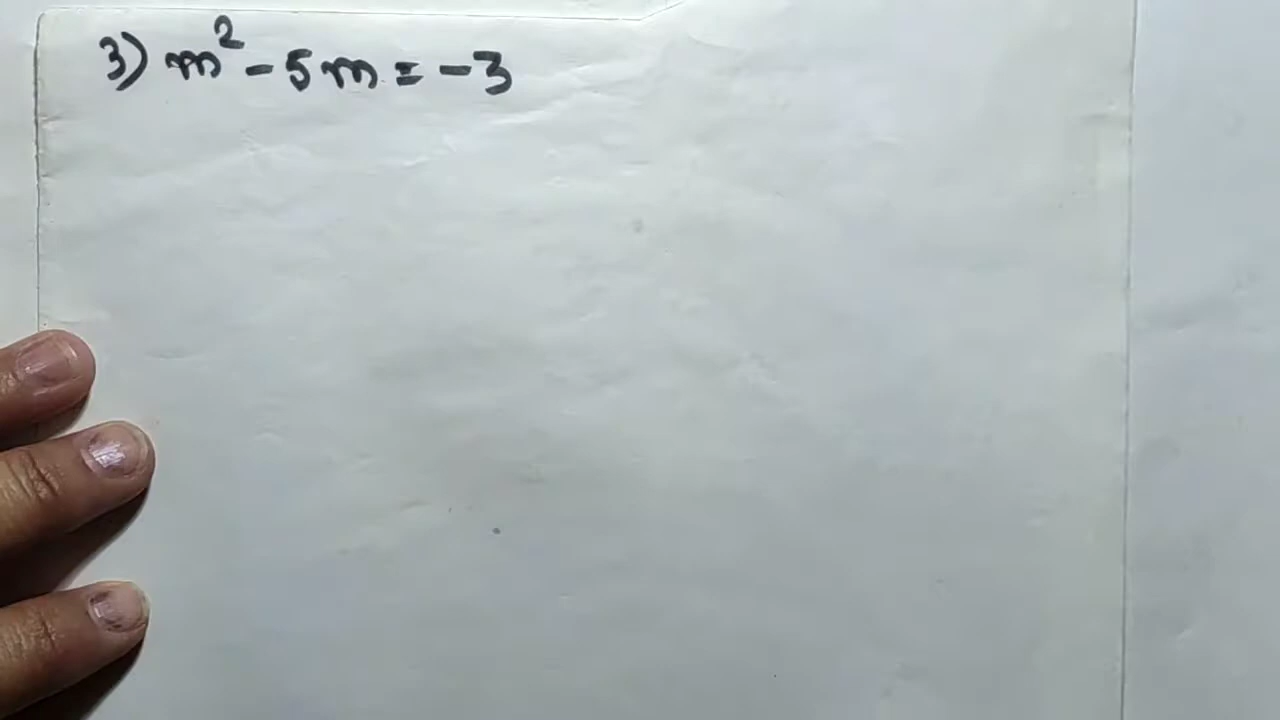 3) m² - 5m = -3